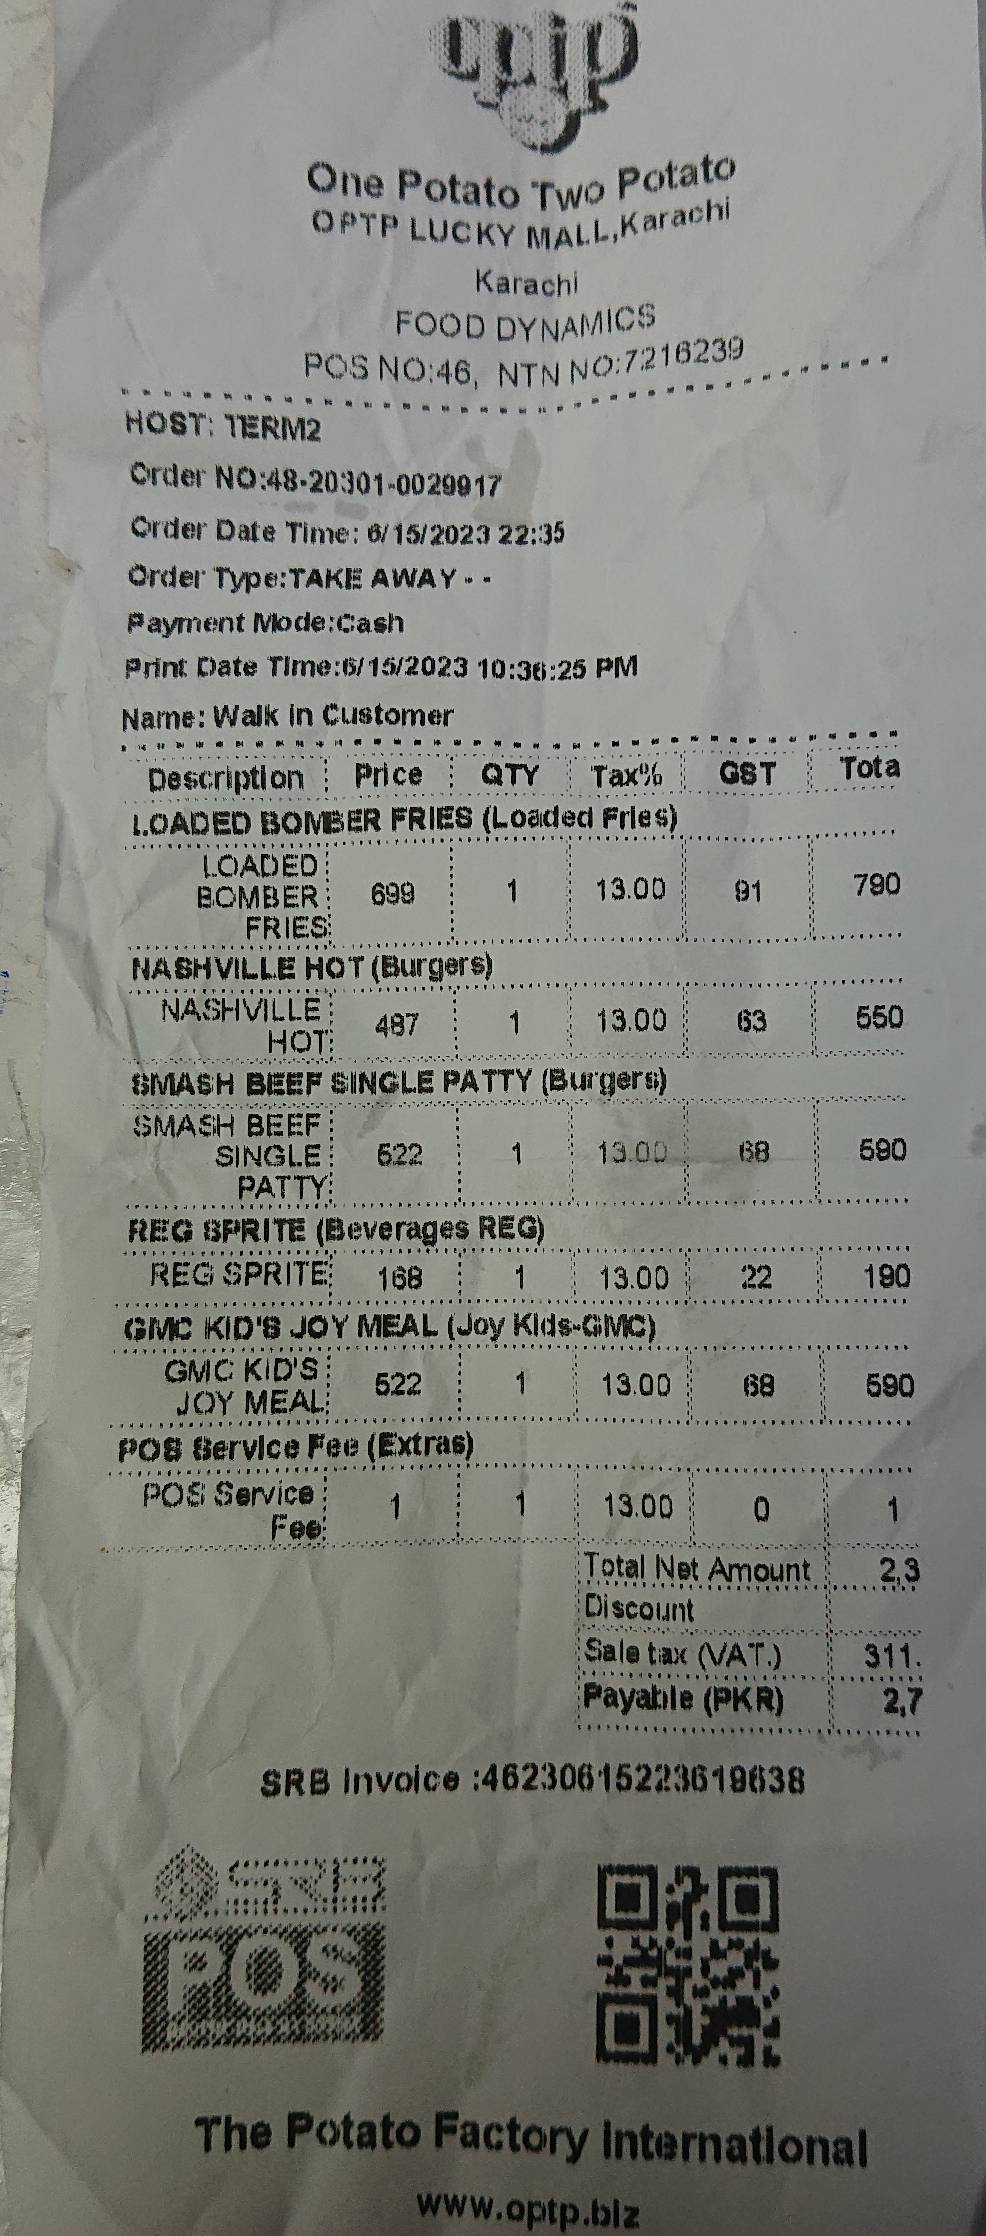 optp
One Potato Two Potato
OPTP LUCKY MALL,Karachi
Karachi
FOOD DYNAMICS
POS NO:46, NTN NO:7216239
HOST: TERM2
Order NO:48-20301-0029917
Order Date Time: 6/15/2023 22:35
Order Type:TAKE AWAY - -
Payment Mode:Cash
Print Date Time:6/15/2023 10:36:25 PM
Name: Walk in Customer
Description Price QTY Tax% GST Tota
LOADED BOMBER FRIES (Loaded Fries)
LOADED
BOMBER 699 1 13.00 91 790
FRIES
NASHVILLE HOT (Burgers)
NASHVILLE 487 1 13.00 63 550
HOT
SMASH BEEF SINGLE PATTY (Burgers)
SMASH BEEF
SINGLE 522 1 13.00 68 590
PATTY
REG SPRITE (Beverages REG)
REG SPRITE 168 1 13.00 22 190
GMC KID'S JOY MEAL (Joy Kids-GMC)
GMC KID'S 522 1 13.00 68 590
JOY MEAL
POS Service Fee (Extras)
POS Service 1 1 13.00 0 1
Fee
Total Net Amount 2,3
Discount
Sale tax (VAT.) 311.
Payable (PKR) 2,7
SRB Invoice :46230615223619638
SRB
POS
The Potato Factory International
www.optp.biz